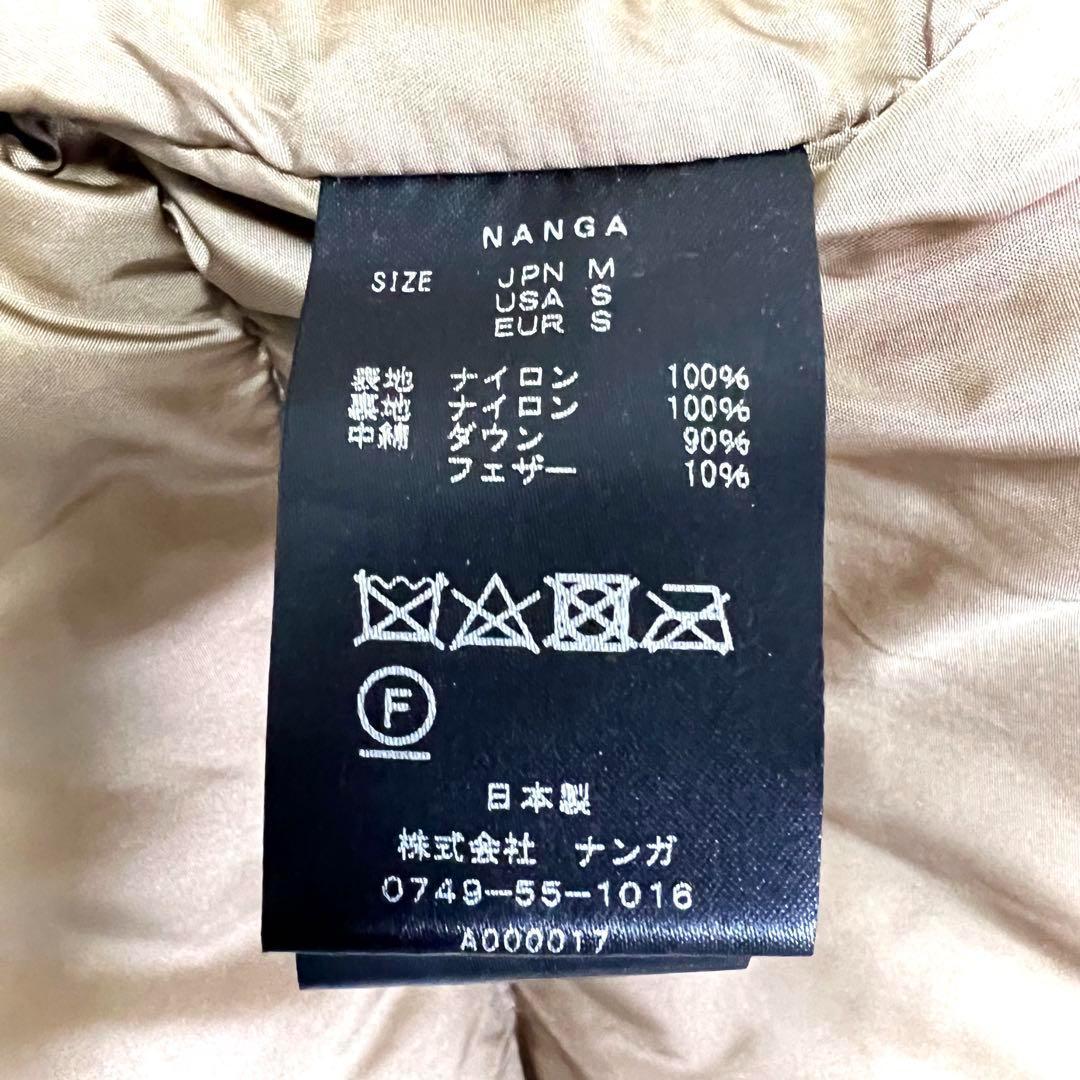 NANGA
SIZE JPN M
USA S
EUR S
表地 ナイロン 100%
裏地 ナイロン 100%
中綿 ダウン 90%
フェザー 10%
F
日本製
株式会社 ナンガ
0749-55-1016
A000017